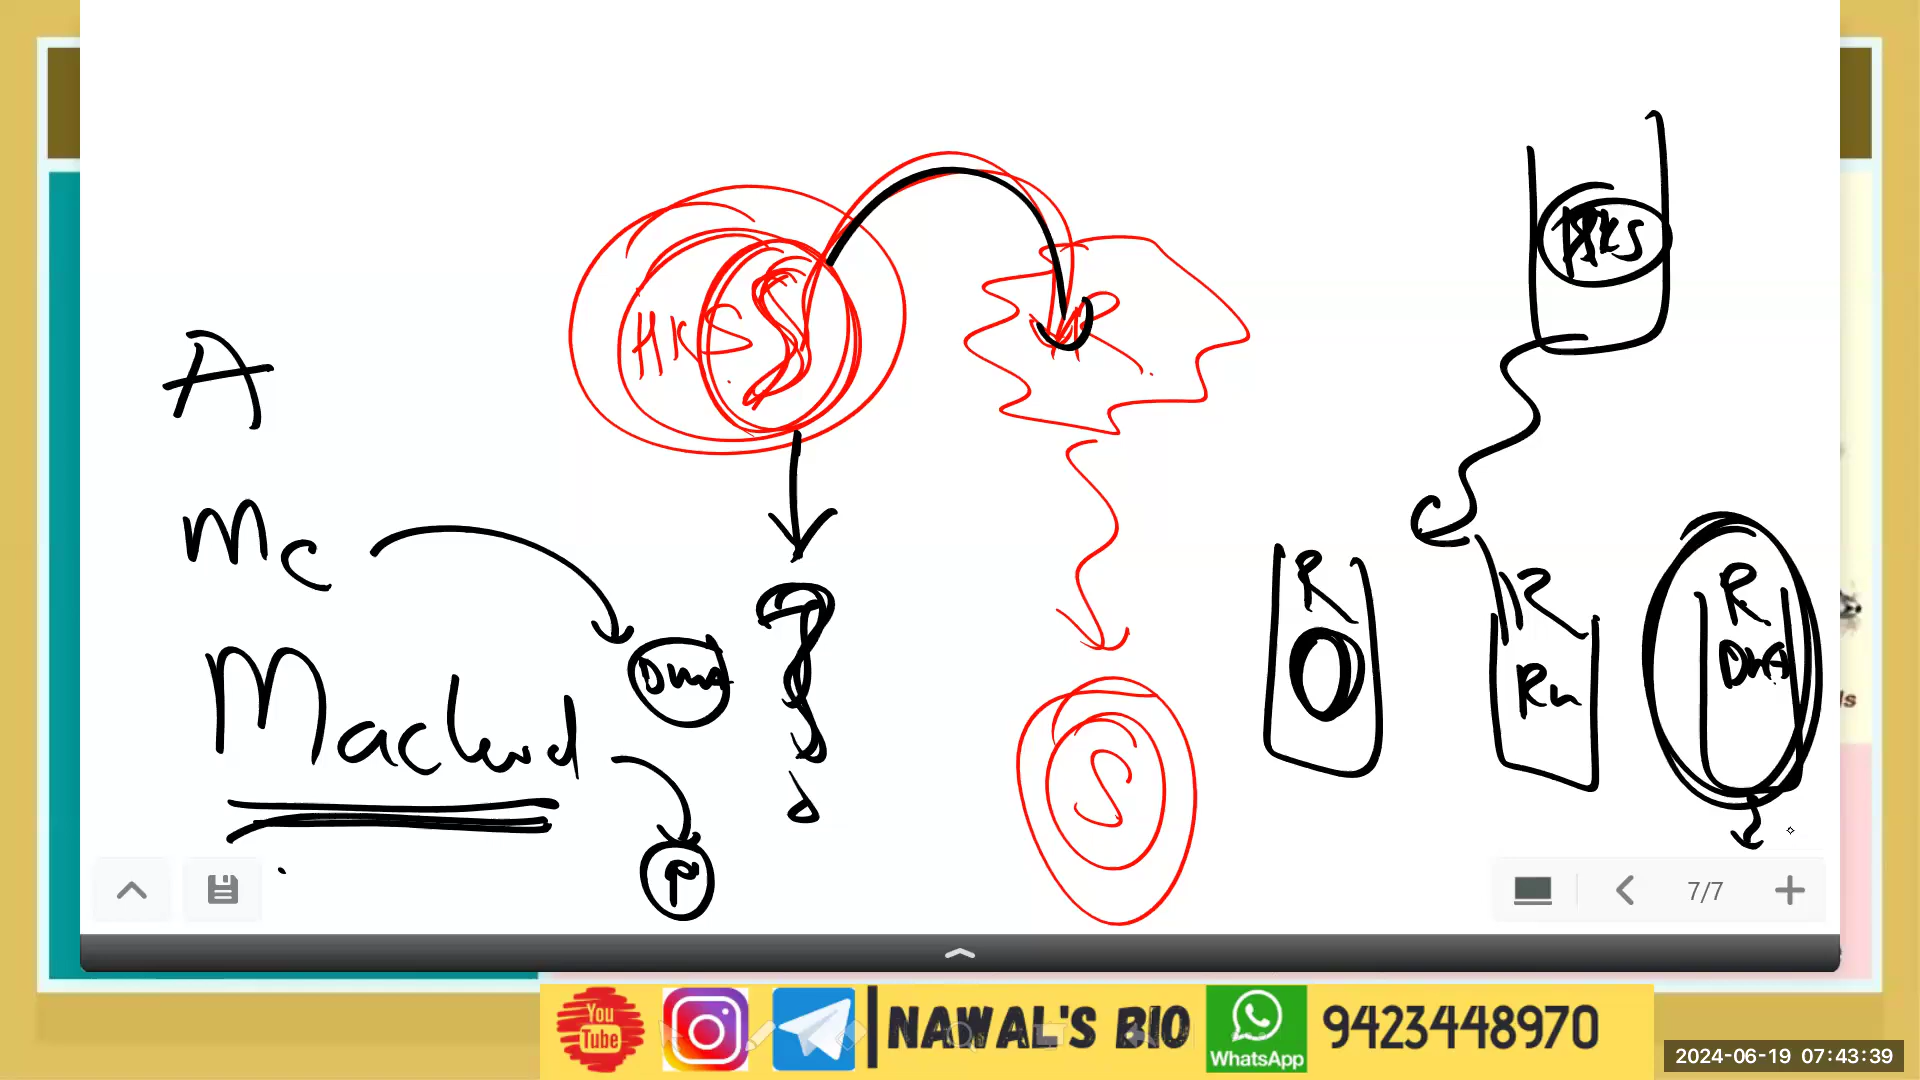 HKS
HKS
R
A
Mc
R
R
R
Rn
DNA
DNA
Macleod
S
P
7/7
You
Tube
NAWAL'S BIO
WhatsApp
9423448970
2024-06-19 07:43:39